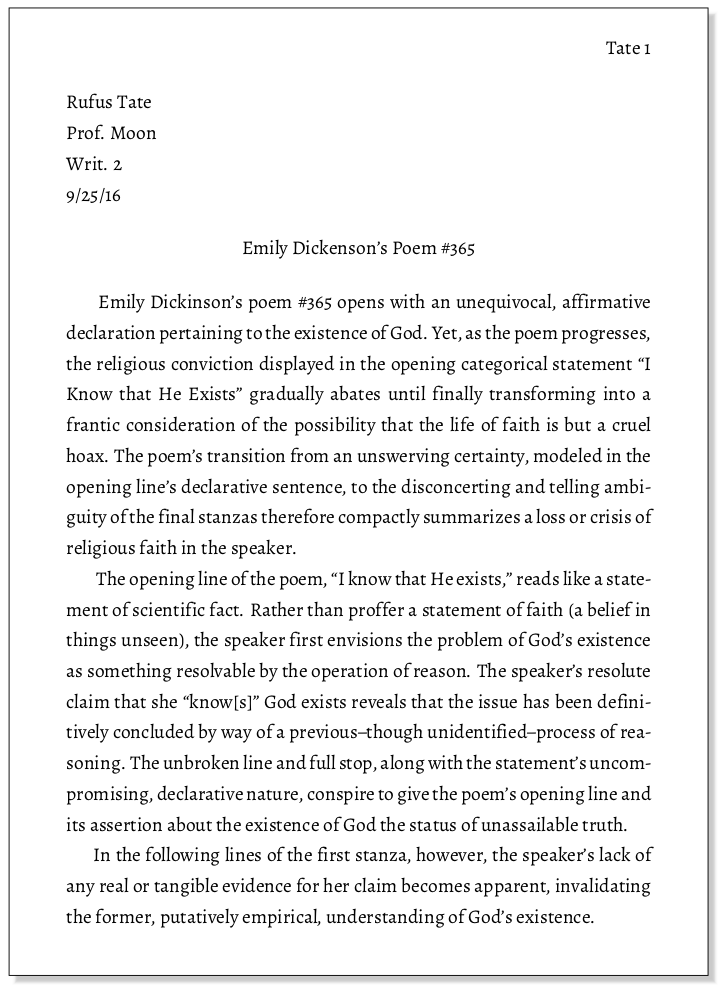 Tate 1
Rufus Tate
Prof. Moon
Writ. 2
9/25/16
Emily Dickenson’s Poem #365
Emily Dickinson’s poem #365 opens with an unequivocal, affirmative
declaration pertaining to the existence of God. Yet, as the poem progresses,
the religious conviction displayed in the opening categorical statement “I
Know that He Exists” gradually abates until finally transforming into a
frantic consideration of the possibility that the life of faith is but a cruel
hoax. The poem’s transition from an unswerving certainty, modeled in the
opening line’s declarative sentence, to the disconcerting and telling ambi-
guity of the final stanzas therefore compactly summarizes a loss or crisis of
religious faith in the speaker.
The opening line of the poem, “I know that He exists,” reads like a state-
ment of scientific fact. Rather than proffer a statement of faith (a belief in
things unseen), the speaker first envisions the problem of God’s existence
as something resolvable by the operation of reason. The speaker’s resolute
claim that she “know[s]” God exists reveals that the issue has been defini-
tively concluded by way of a previous–though unidentified–process of rea-
soning. The unbroken line and full stop, along with the statement’s uncom-
promising, declarative nature, conspire to give the poem’s opening line and
its assertion about the existence of God the status of unassailable truth.
In the following lines of the first stanza, however, the speaker’s lack of
any real or tangible evidence for her claim becomes apparent, invalidating
the former, putatively empirical, understanding of God’s existence.